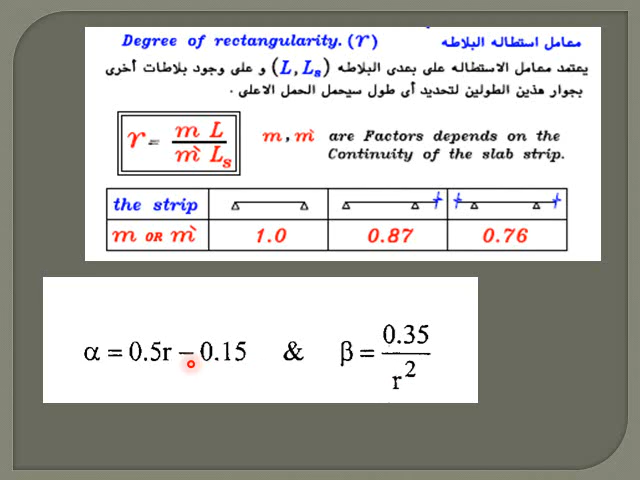 Degree of rectangularity. (r) معامل استطاله البلاطه
يعتمد معامل الاستطاله على بعدى البلاطه (L, Ls) و على وجود بلاطات أخرى
بجوار هذين الطولين لتحديد أى طول سيحمل الحمل الاعلى .
r = m L / m̀ Ls
m , m̀ are Factors depends on the
Continuity of the slab strip.
the strip
m OR m̀ 1.0 0.87 0.76
α = 0.5r − 0.15 & β = 0.35 / r²